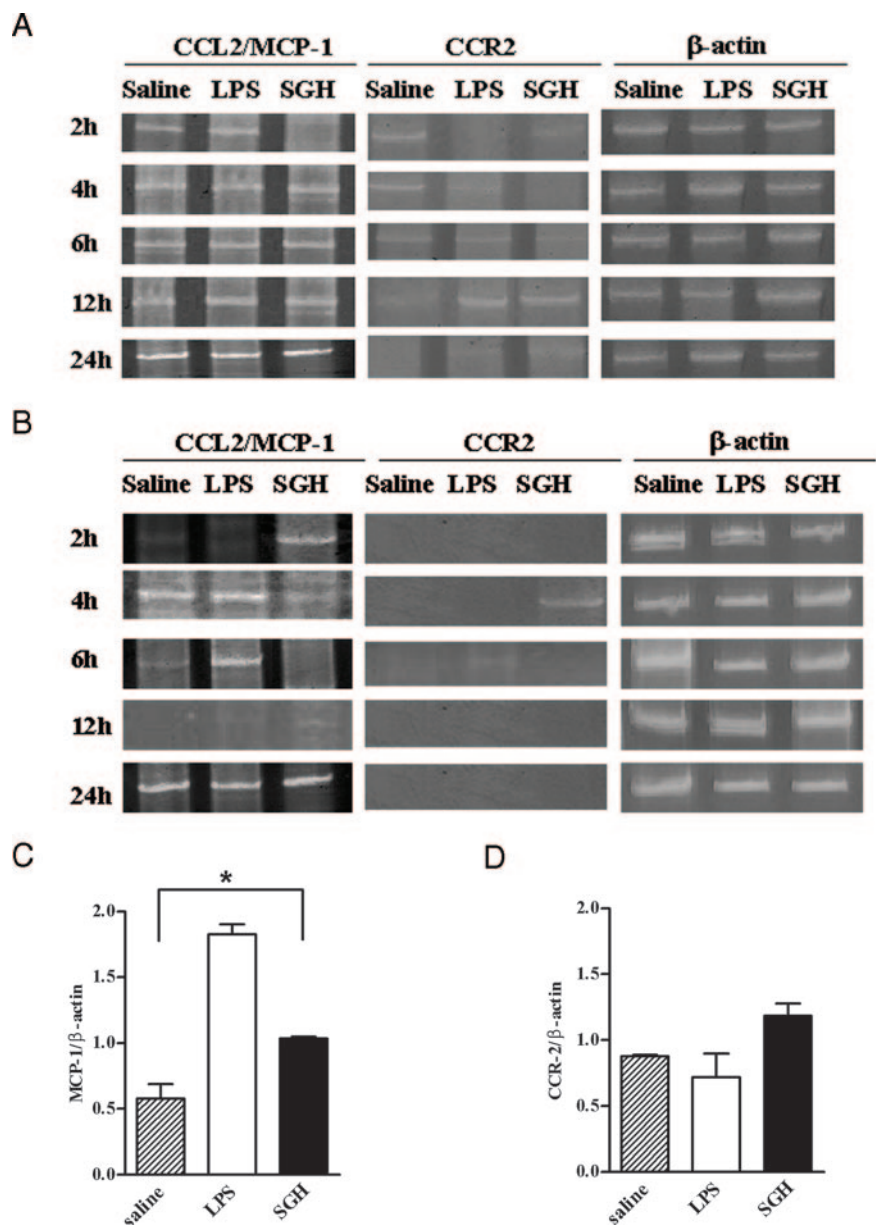 A
CCL2/MCP-1 CCR2 β-actin
Saline LPS SGH Saline LPS SGH Saline LPS SGH
2h
4h
6h
12h
24h
B
CCL2/MCP-1 CCR2 β-actin
Saline LPS SGH Saline LPS SGH Saline LPS SGH
2h
4h
6h
12h
24h
C
*
MCP-1/β-actin
2.0
1.5
1.0
0.5
0.0
saline LPS SGH
D
CCR-2/β-actin
2.0
1.5
1.0
0.5
0.0
saline LPS SGH